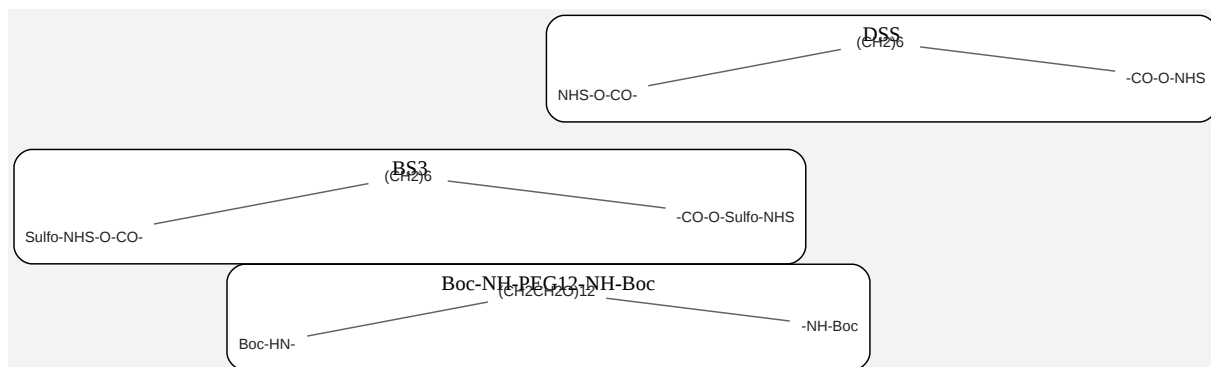 DSS
(CH2)6
NHS-O-CO-
-CO-O-NHS
BS3
(CH2)6
Sulfo-NHS-O-CO-
-CO-O-Sulfo-NHS
Boc-NH-PEG12-NH-Boc
(CH2CH2O)12
Boc-HN-
-NH-Boc